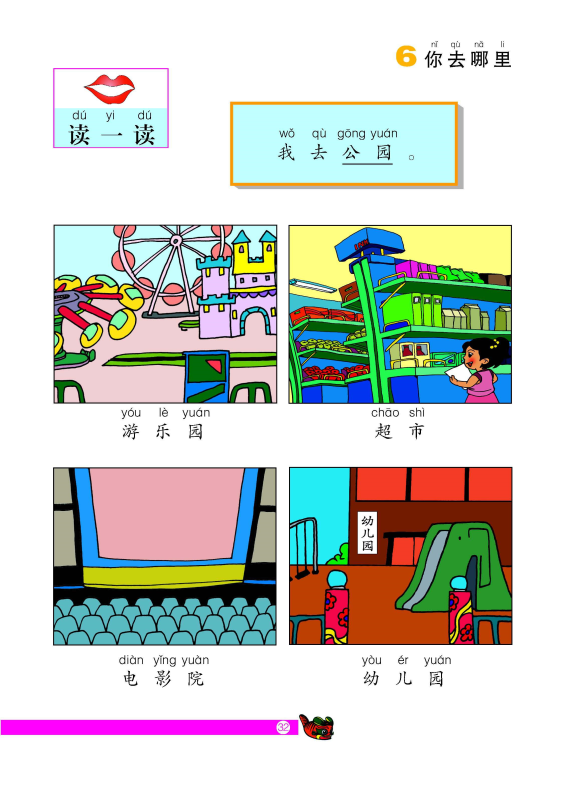 nǐ qù nǎ li
6 你去哪里
dú yi dú
读一读
wǒ qù gōng yuán
我去公园。
yóu lè yuán
游乐园
chāo shì
超市
幼儿园
diàn yǐng yuàn
电影院
yòu ér yuán
幼儿园
32